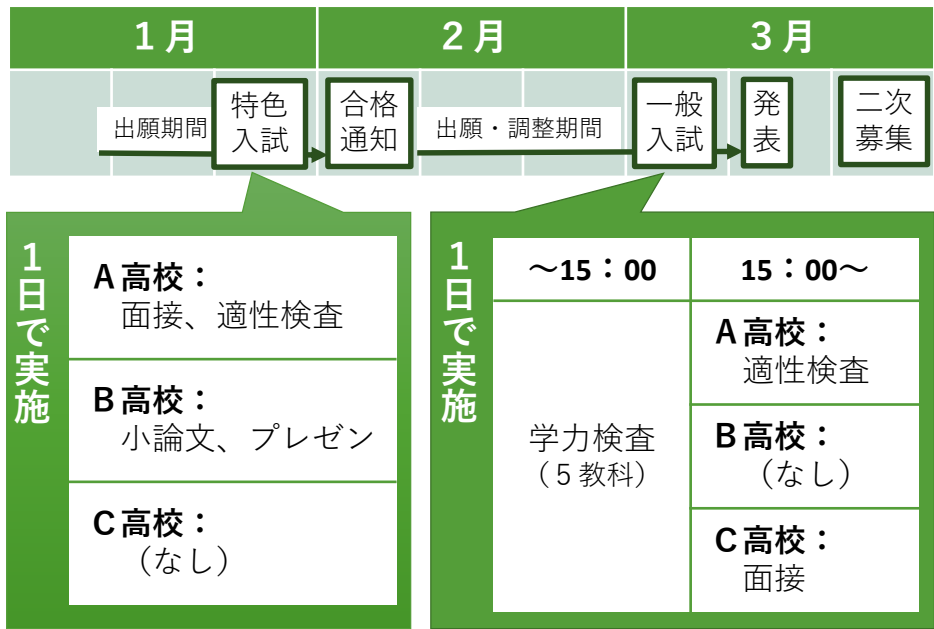 1月
2月
3月
出願期間
特色
入試
合格
通知
出願・調整期間
一般
入試
発
表
二次
募集
1日で実施
A高校：
面接、適性検査
B高校：
小論文、プレゼン
C高校：
（なし）
1日で実施
～15：00
15：00～
学力検査
（5教科）
A高校：
適性検査
B高校：
（なし）
C高校：
面接